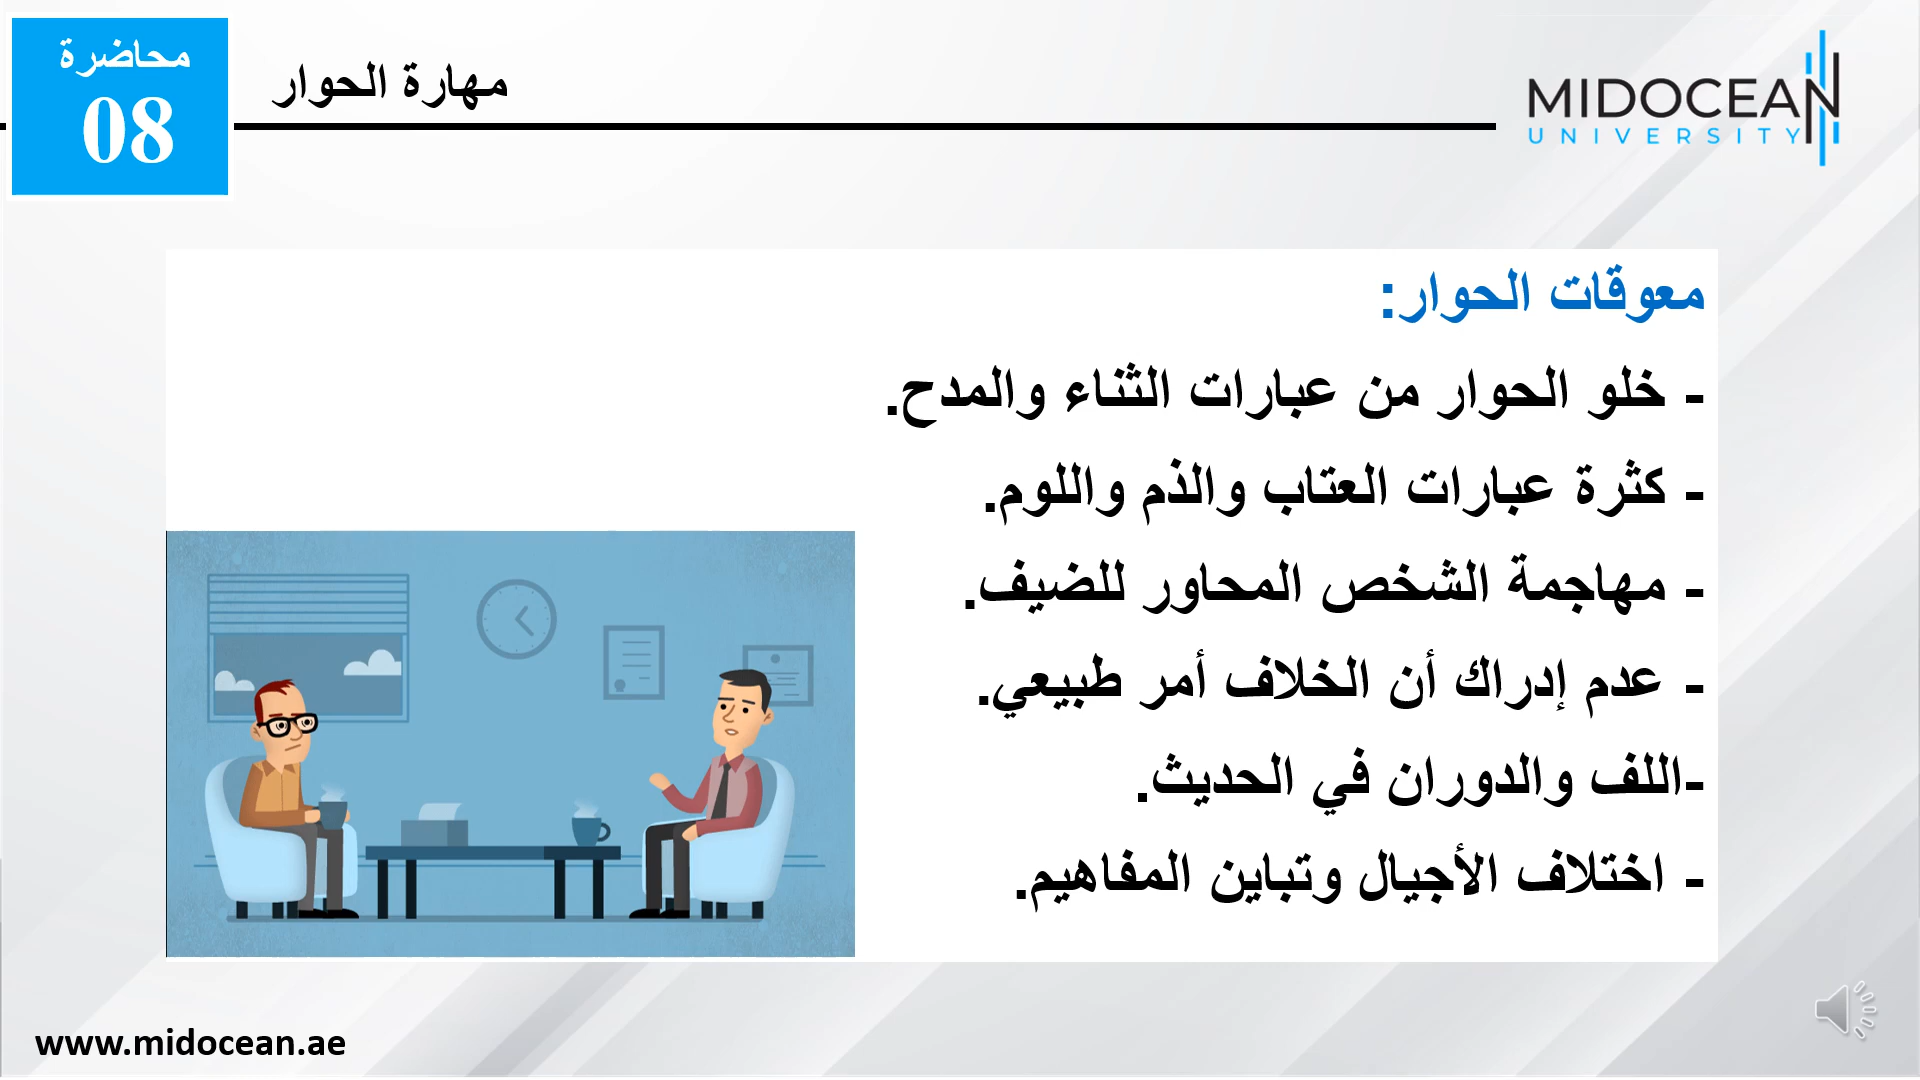 محاضرة
08
مهارة الحوار
MIDOCEAN
UNIVERSITY
معوقات الحوار:
- خلو الحوار من عبارات الثناء والمدح.
- كثرة عبارات العتاب والذم واللوم.
- مهاجمة الشخص المحاور للضيف.
- عدم إدراك أن الخلاف أمر طبيعي.
-اللف والدوران في الحديث.
- اختلاف الأجيال وتباين المفاهيم.
www.midocean.ae